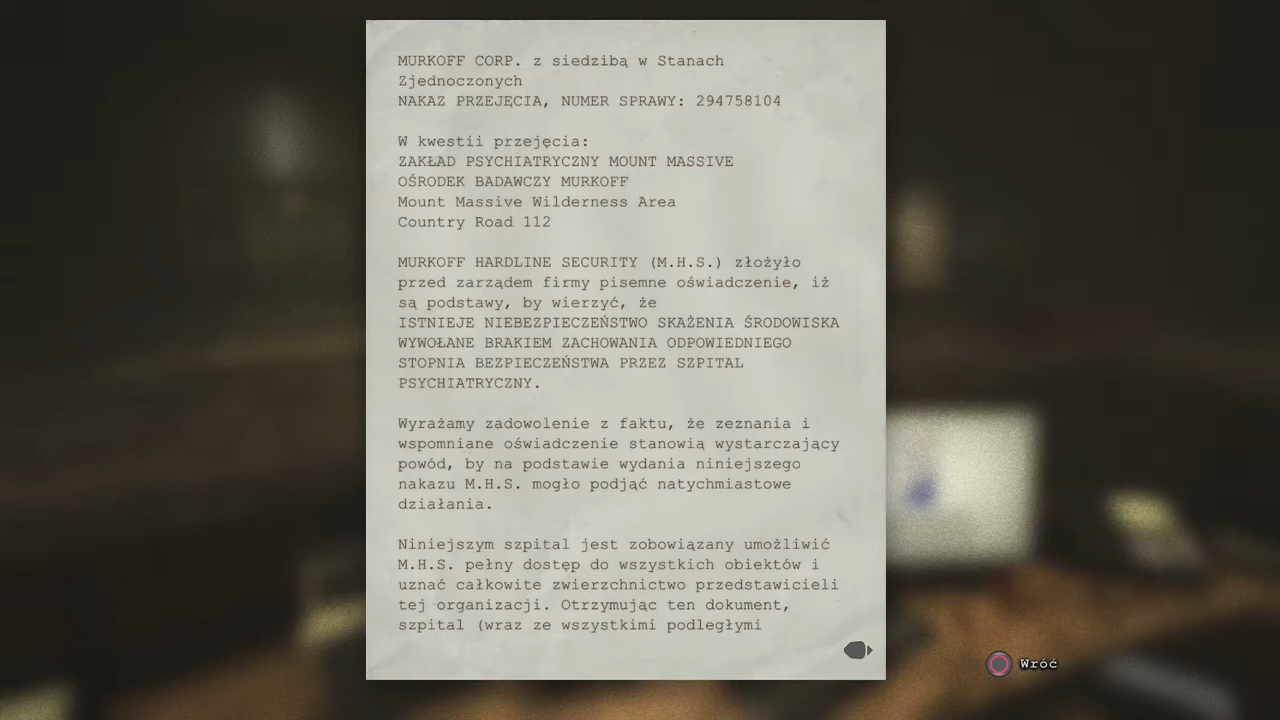 MURKOFF CORP. z siedzibą w Stanach
Zjednoczonych
NAKAZ PRZEJĘCIA, NUMER SPRAWY: 294758104
W kwestii przejęcia:
ZAKŁAD PSYCHIATRYCZNY MOUNT MASSIVE
OŚRODEK BADAWCZY MURKOFF
Mount Massive Wilderness Area
Country Road 112
MURKOFF HARDLINE SECURITY (M.H.S.) złożyło
przed zarządem firmy pisemne oświadczenie, iż
są podstawy, by wierzyć, że
ISTNIEJE NIEBEZPIECZEŃSTWO SKAŻENIA ŚRODOWISKA
WYWOŁANE BRAKIEM ZACHOWANIA ODPOWIEDNIEGO
STOPNIA BEZPIECZEŃSTWA PRZEZ SZPITAL
PSYCHIATRYCZNY.
Wyrażamy zadowolenie z faktu, że zeznania i
wspomniane oświadczenie stanowią wystarczający
powód, by na podstawie wydania niniejszego
nakazu M.H.S. mogło podjąć natychmiastowe
działania.
Niniejszym szpital jest zobowiązany umożliwić
M.H.S. pełny dostęp do wszystkich obiektów i
uznać całkowite zwierzchnictwo przedstawicieli
tej organizacji. Otrzymując ten dokument,
szpital (wraz ze wszystkimi podległymi
Wróć